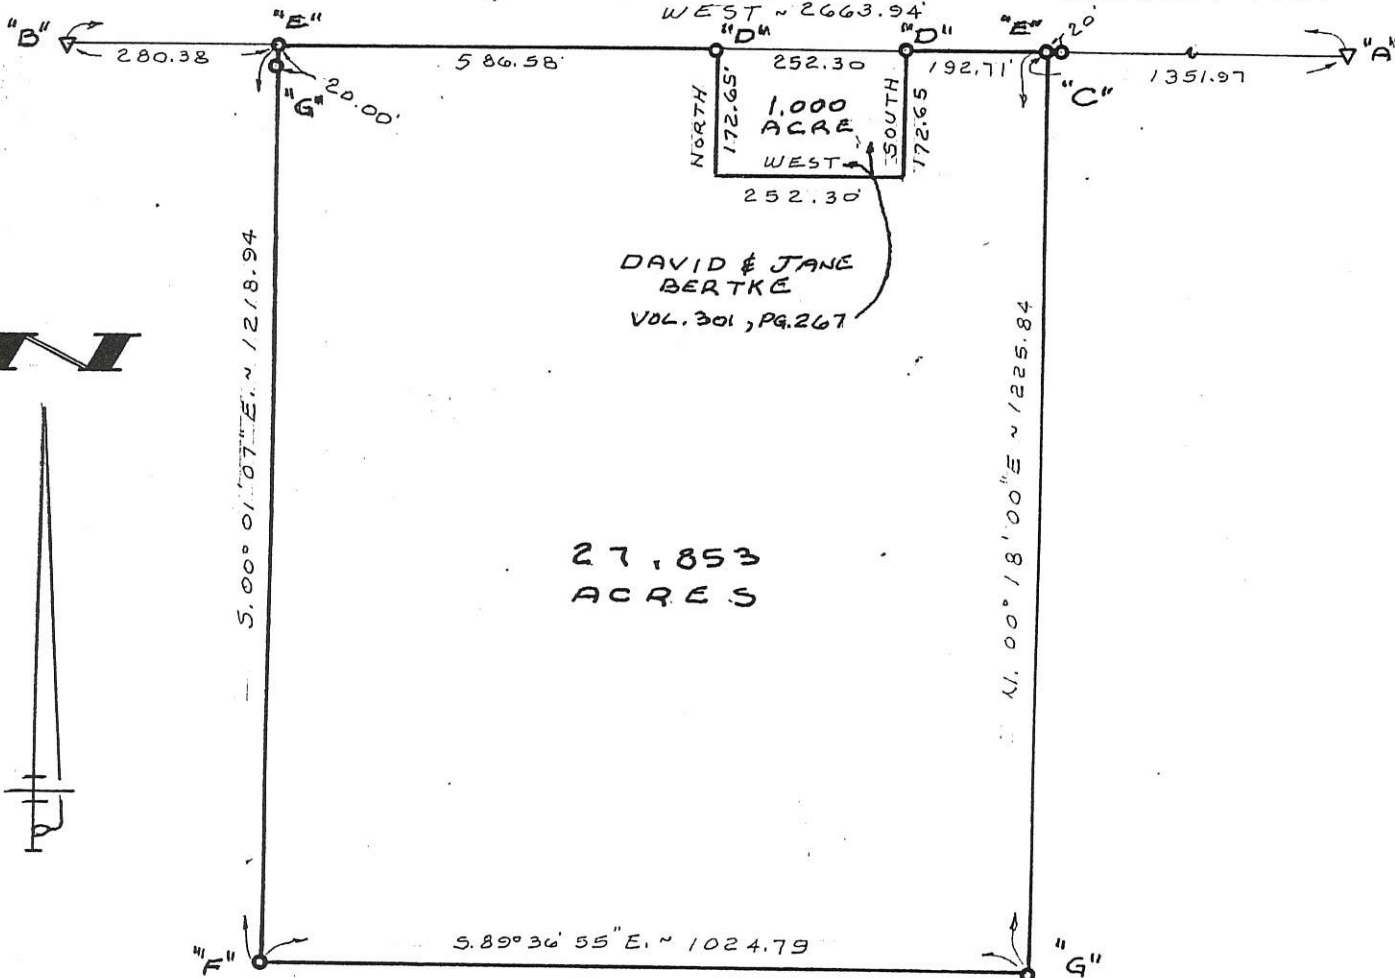 WEST ~ 2663.94'
"B"
"E"
"D"
"D"
"E"
20'
"A"
280.38
586.58'
252.30
192.71'
1351.97
"G"
20.00'
"C"
NORTH
172.65'
1.000
ACRE
SOUTH
172.65
WEST
252.30'
DAVID & JANE
BERTKE
VOL. 301, PG. 267
N
S. 00° 01' 07" E. ~ 1218.94
N. 00° 18' 00" E ~ 1225.84
27.853
ACRES
S. 89° 36' 55" E. ~ 1024.79
"F"
"G"